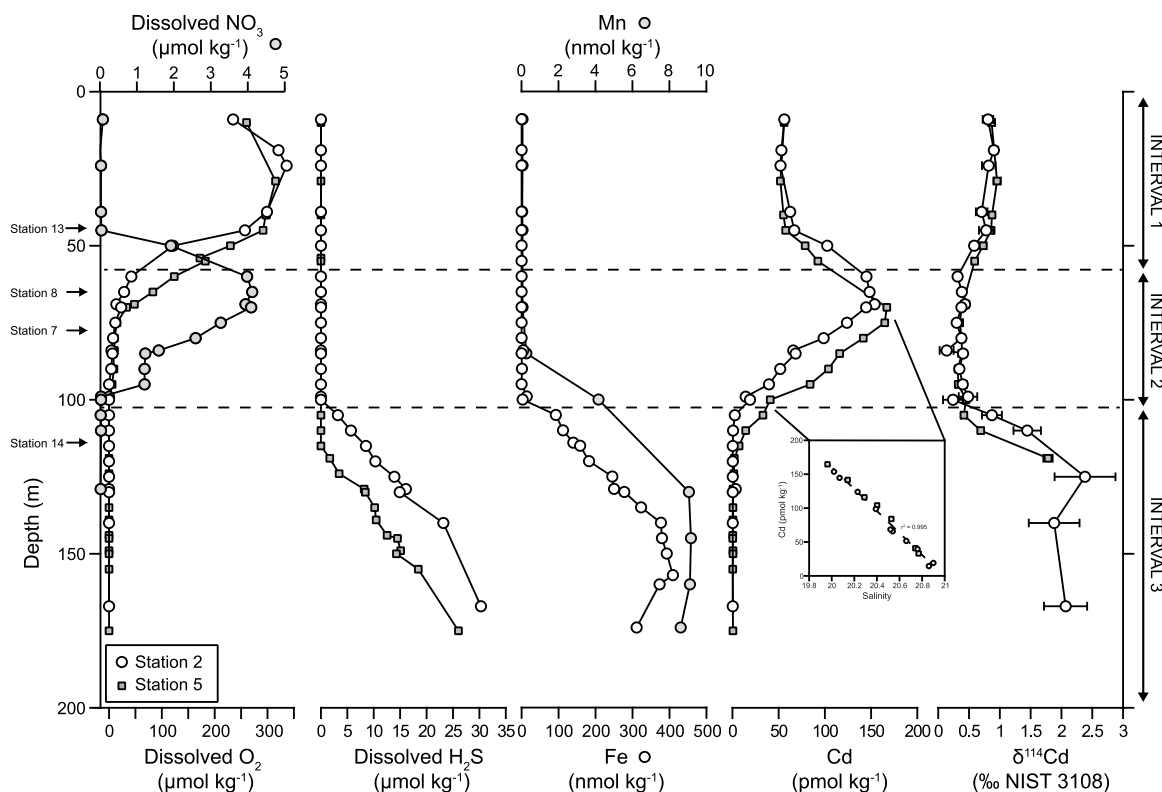 Dissolved NO3
(µmol kg-1)
0 1 2 3 4 5
Mn
(nmol kg-1)
0 2 4 6 8 10
0
50
100
150
200
Depth (m)
Station 13
Station 8
Station 7
Station 14
INTERVAL 1
INTERVAL 2
INTERVAL 3
200
150
100
50
0
Cd (pmol kg-1)
r² = 0.995
19.8 20 20.2 20.4 20.6 20.8 21
Salinity
Station 2
Station 5
0 100 200 300
Dissolved O2
(µmol kg-1)
0 5 10 15 20 25 30 35
Dissolved H2S
(µmol kg-1)
0 100 200 300 400 500
Fe
(nmol kg-1)
0 50 100 150 200
Cd
(pmol kg-1)
0 0.5 1 1.5 2 2.5 3
δ114Cd
(‰ NIST 3108)